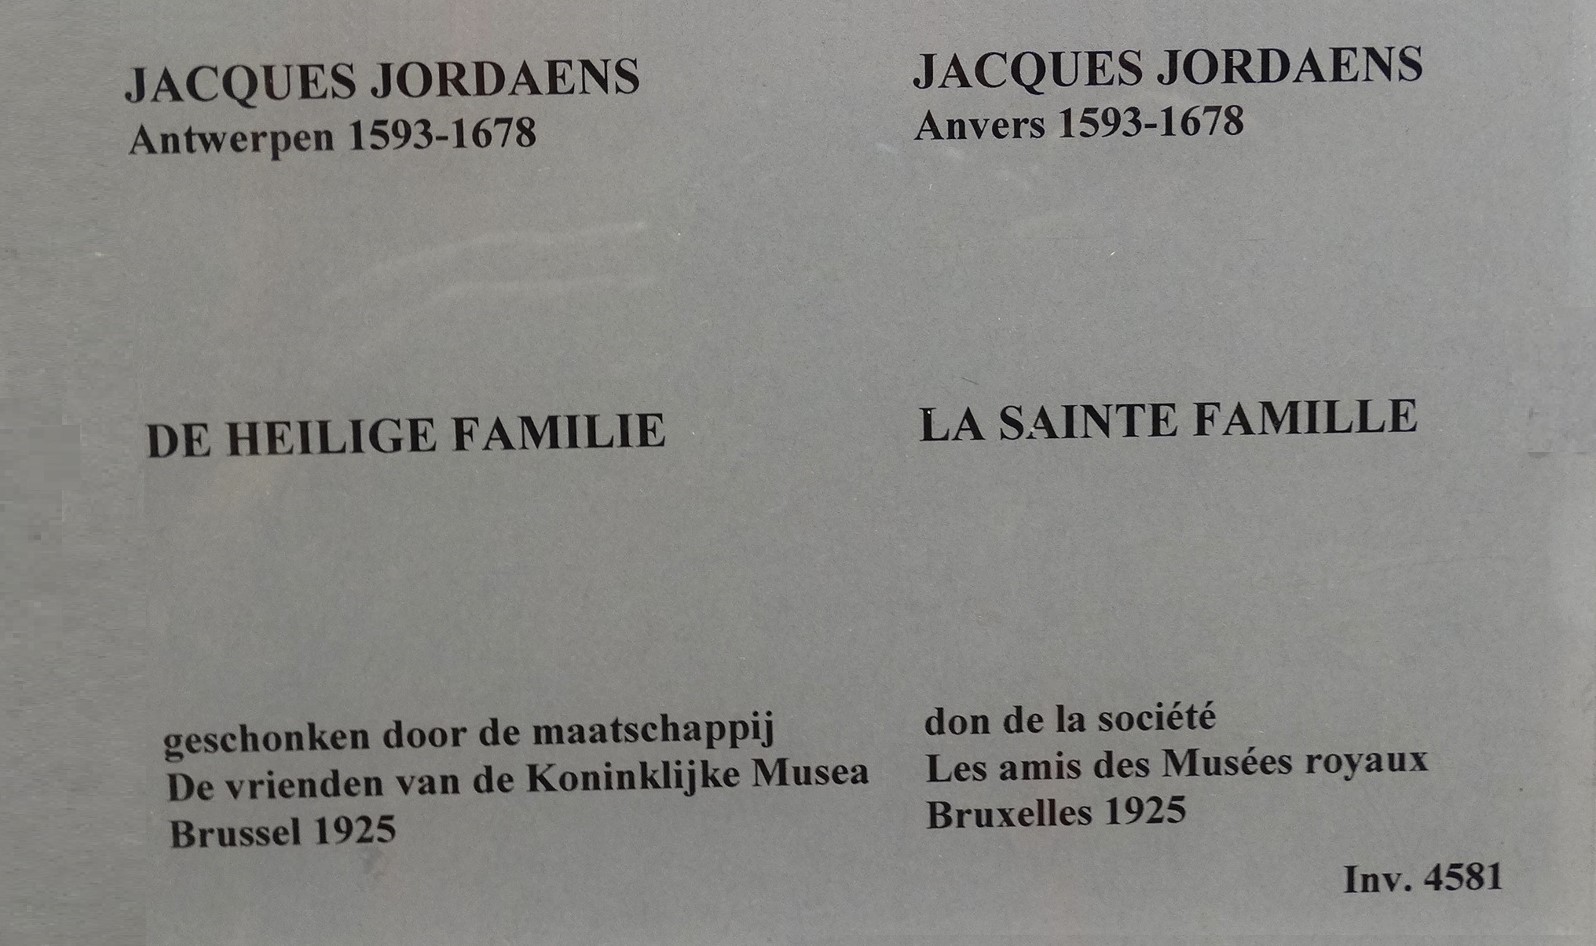 JACQUES JORDAENS
Antwerpen 1593-1678
DE HEILIGE FAMILIE
geschonken door de maatschappij
De vrienden van de Koninklijke Musea
Brussel 1925
JACQUES JORDAENS
Anvers 1593-1678
LA SAINTE FAMILLE
don de la société
Les amis des Musées royaux
Bruxelles 1925
Inv. 4581